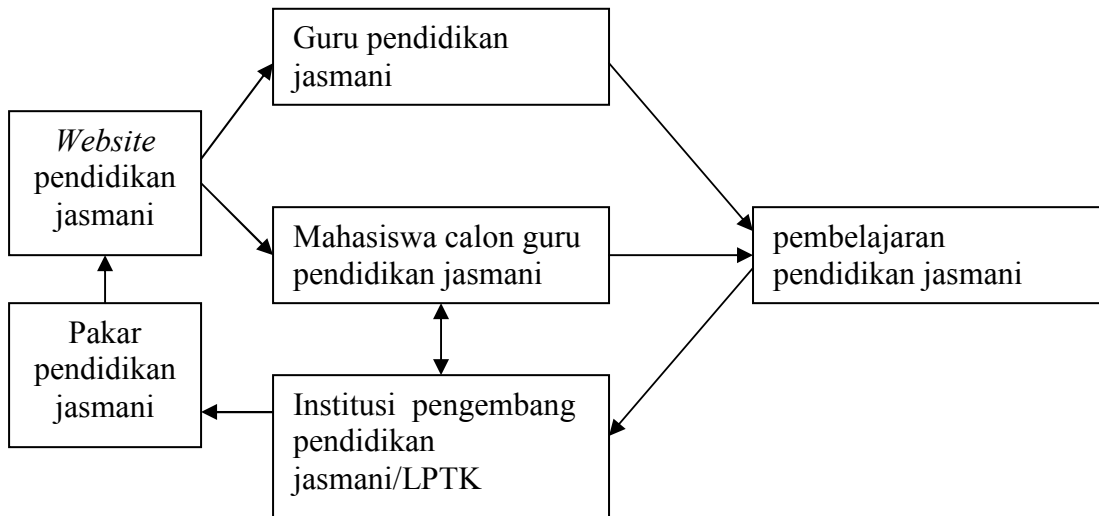 Guru pendidikan
jasmani
Website
pendidikan
jasmani
Mahasiswa calon guru
pendidikan jasmani
pembelajaran
pendidikan jasmani
Pakar
pendidikan
jasmani
Institusi pengembang
pendidikan
jasmani/LPTK